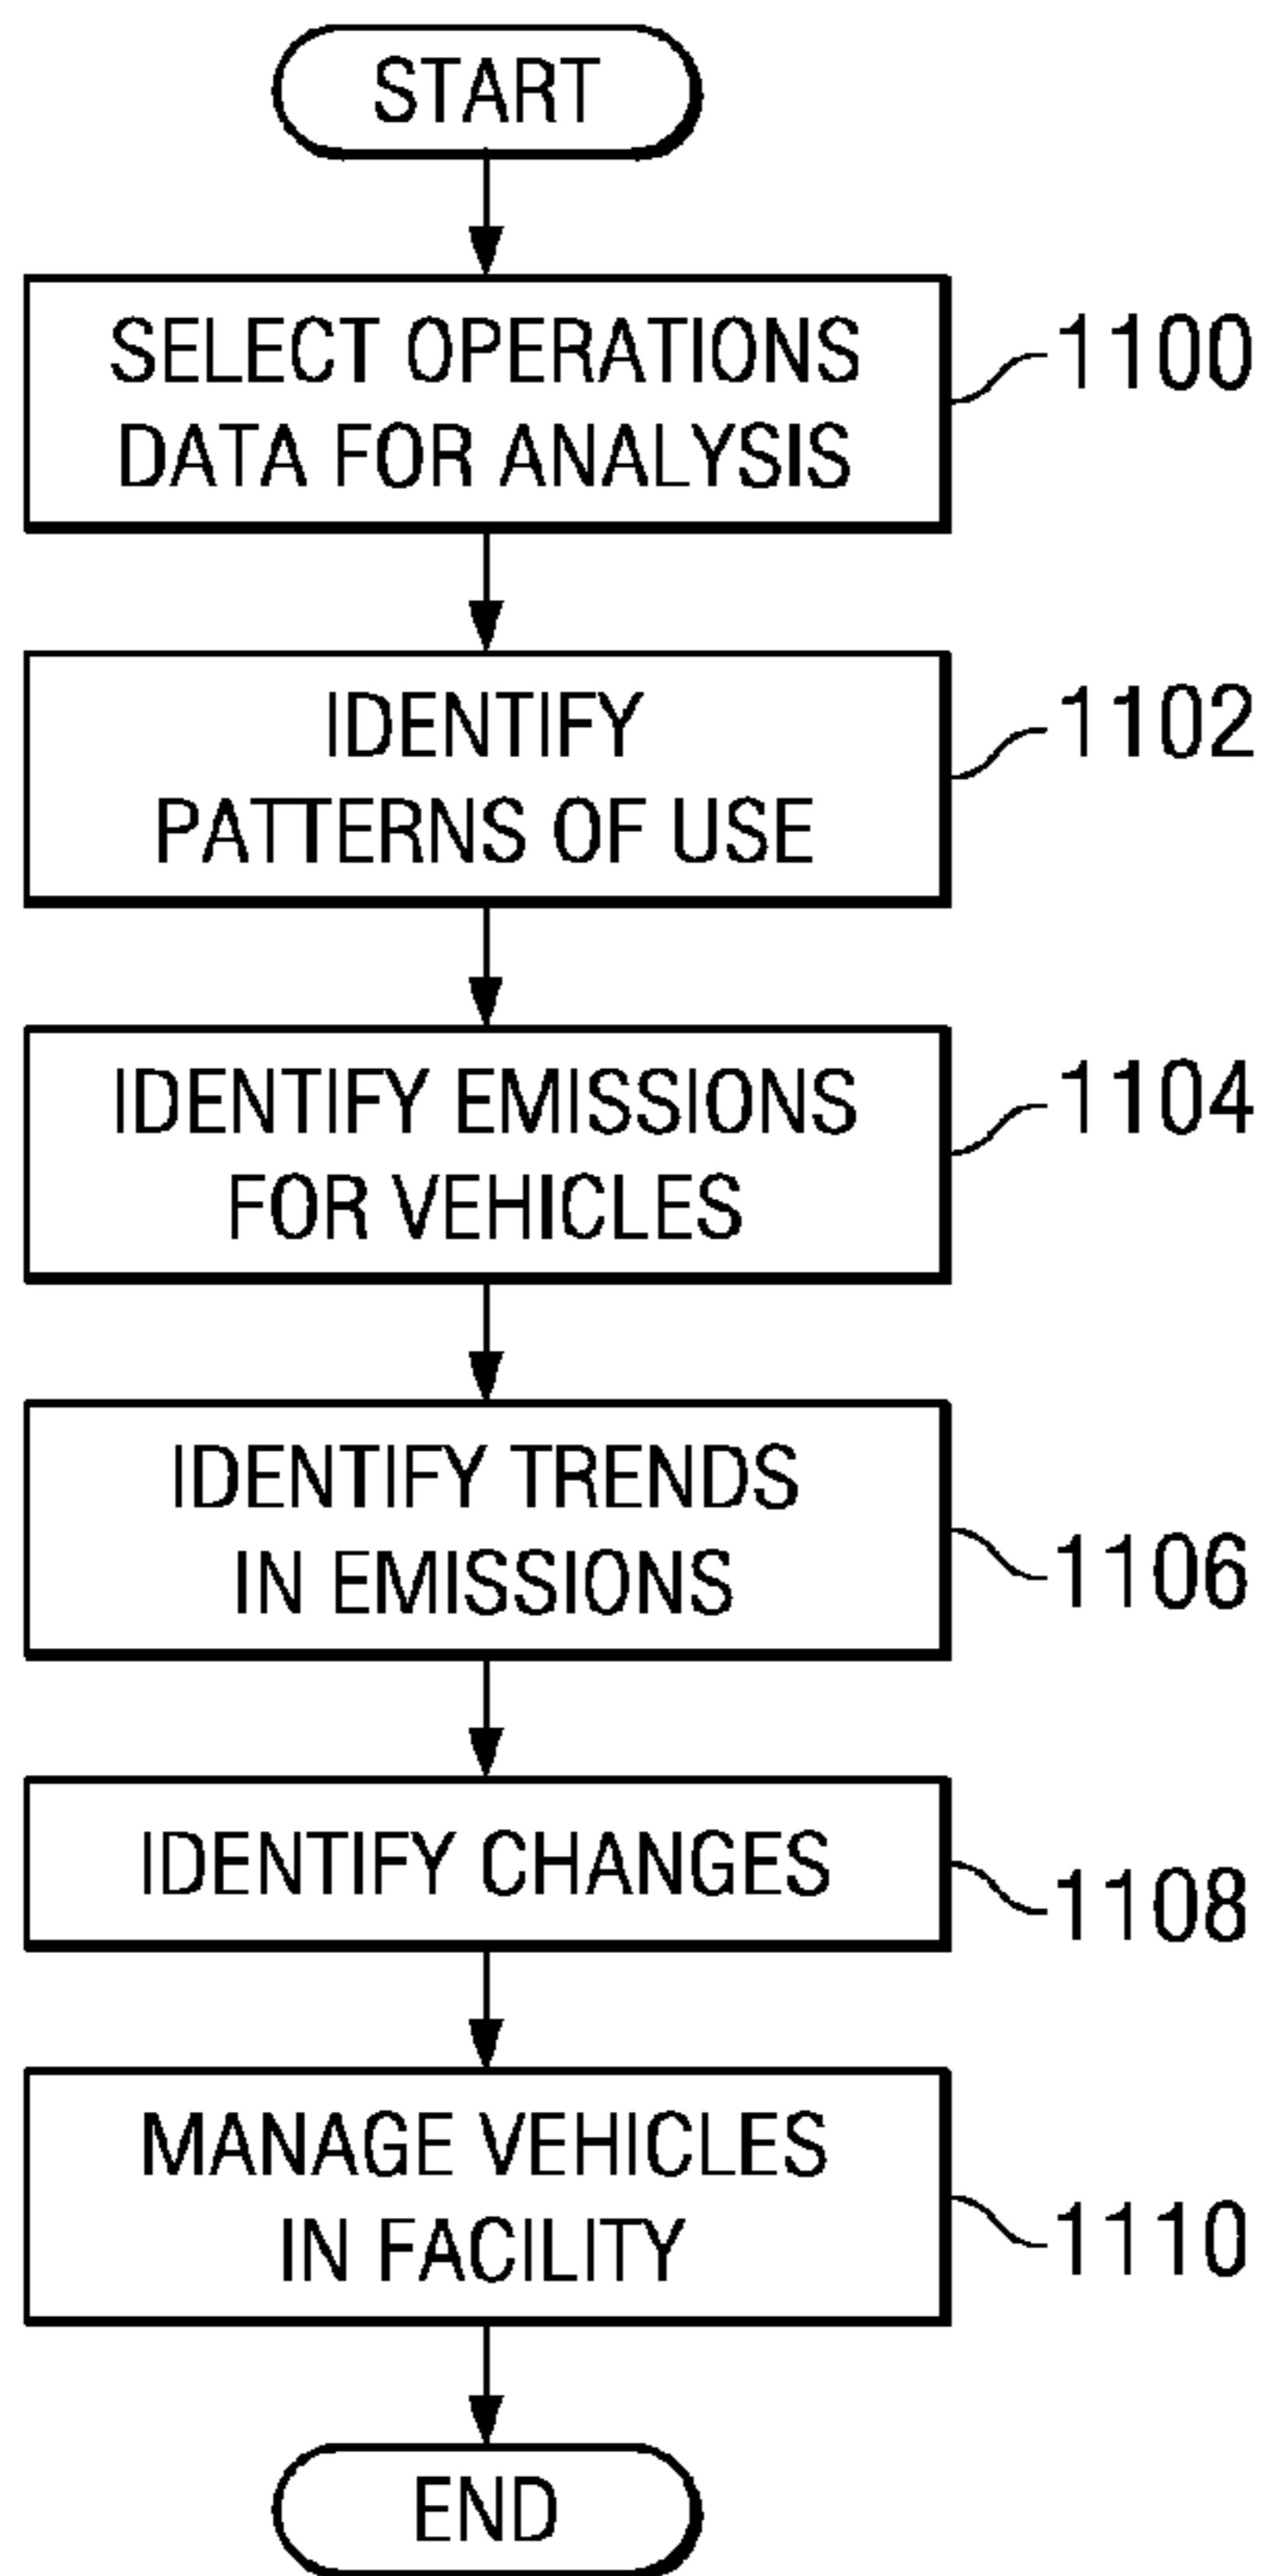 START
SELECT OPERATIONS
DATA FOR ANALYSIS
1100
IDENTIFY
PATTERNS OF USE
1102
IDENTIFY EMISSIONS
FOR VEHICLES
1104
IDENTIFY TRENDS
IN EMISSIONS
1106
IDENTIFY CHANGES
1108
MANAGE VEHICLES
IN FACILITY
1110
END